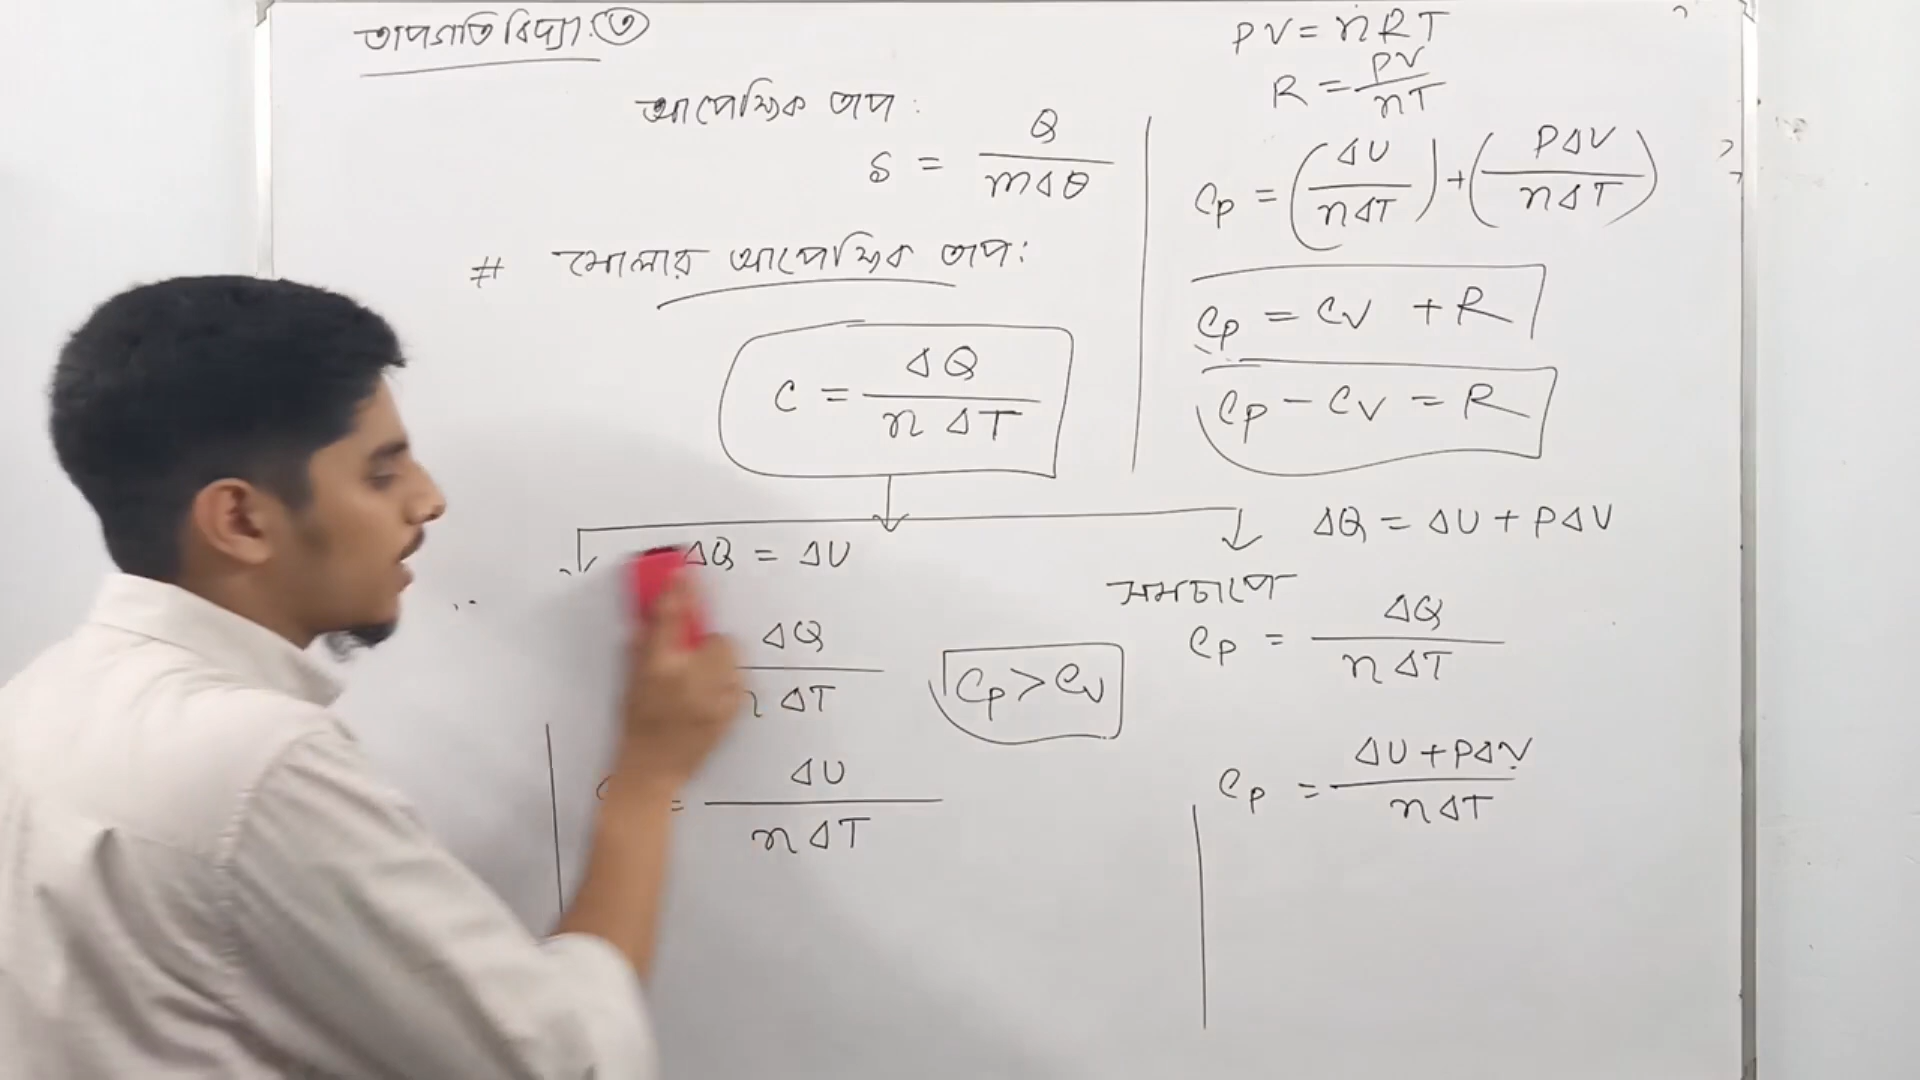 তাপগতিবিদ্যা: ৩
আপেক্ষিক তাপ :
S = Q / mΔθ
# মোলার আপেক্ষিক তাপ:
C = ΔQ / nΔT
ΔQ = ΔU
ΔQ / nΔT
= ΔU / nΔT
Cp > Cv
PV = nRT
R = PV / nT
Cp = (ΔU / nΔT) + (PΔV / nΔT)
Cp = Cv + R
Cp - Cv = R
ΔQ = ΔU + PΔV
সমচাপে
Cp = ΔQ / nΔT
Cp = ΔU + PΔV / nΔT